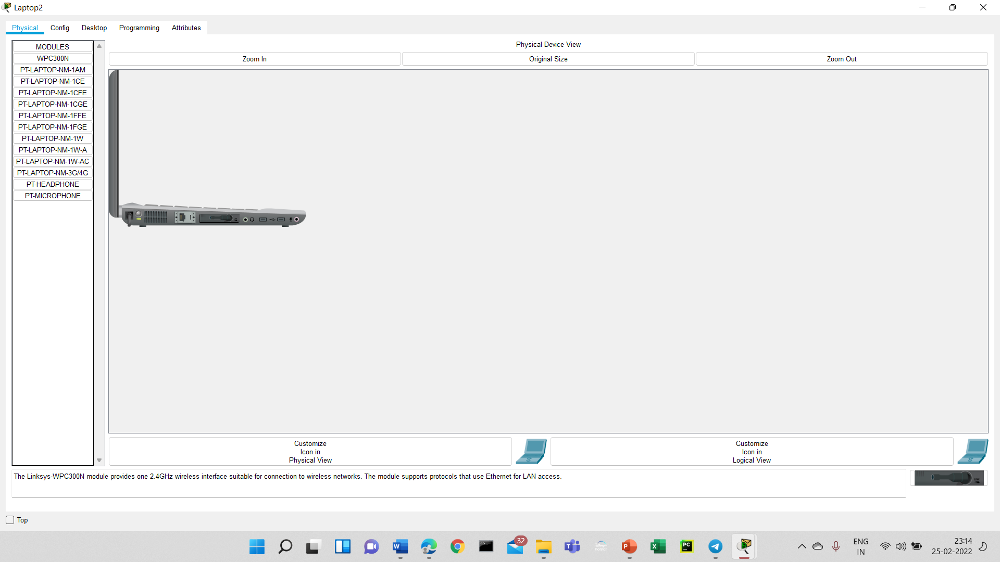 Laptop2
Physical
Config
Desktop
Programming
Attributes
MODULES
WPC300N
PT-LAPTOP-NM-1AM
PT-LAPTOP-NM-1CE
PT-LAPTOP-NM-1CFE
PT-LAPTOP-NM-1CGE
PT-LAPTOP-NM-1FFE
PT-LAPTOP-NM-1FGE
PT-LAPTOP-NM-1W
PT-LAPTOP-NM-1W-A
PT-LAPTOP-NM-1W-AC
PT-LAPTOP-NM-3G/4G
PT-HEADPHONE
PT-MICROPHONE
Physical Device View
Zoom In
Original Size
Zoom Out
Customize
Icon in
Physical View
Customize
Icon in
Logical View
The Linksys-WPC300N module provides one 2.4GHz wireless interface suitable for connection to wireless networks. The module supports protocols that use Ethernet for LAN access.
Top
W
32
T
P
X
PC
ENG
IN
23:14
25-02-2022